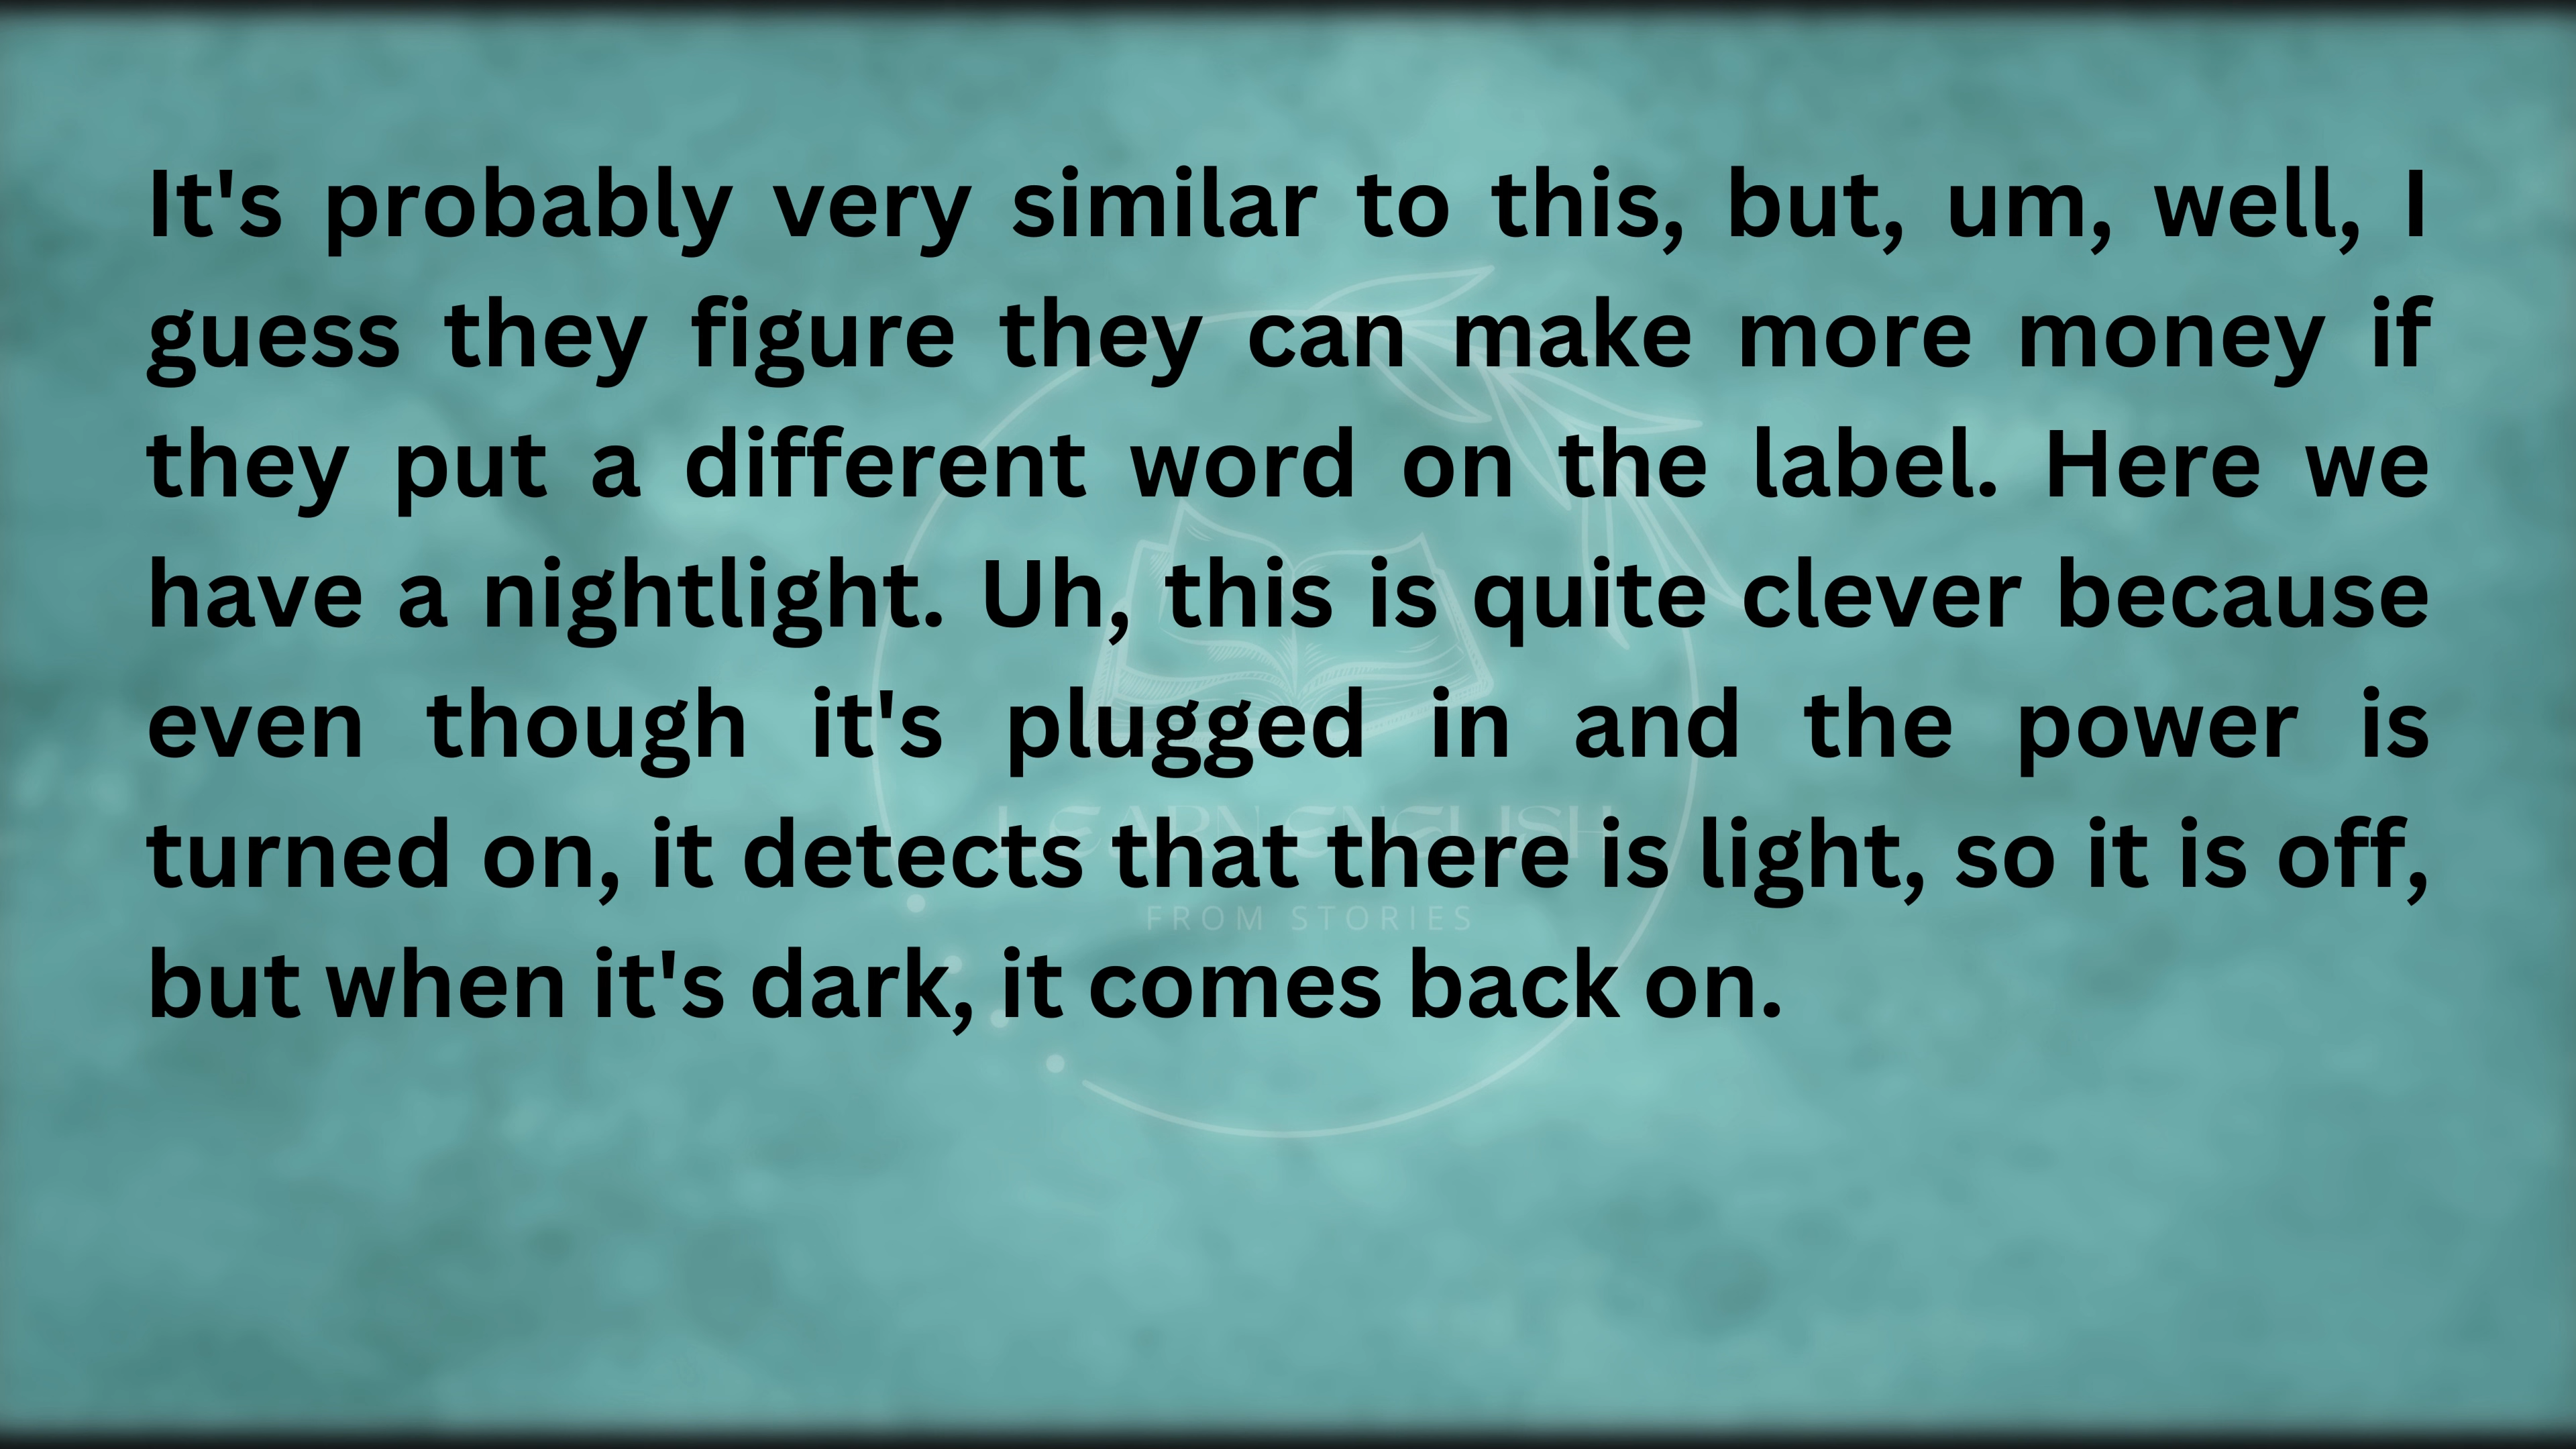 It's probably very similar to this, but, um, well, I
guess they figure they can make more money if
they put a different word on the label. Here we
have a nightlight. Uh, this is quite clever because
even though it's plugged in and the power is
turned on, it detects that there is light, so it is off,
but when it's dark, it comes back on.
LEARN ENGLISH
FROM STORIES